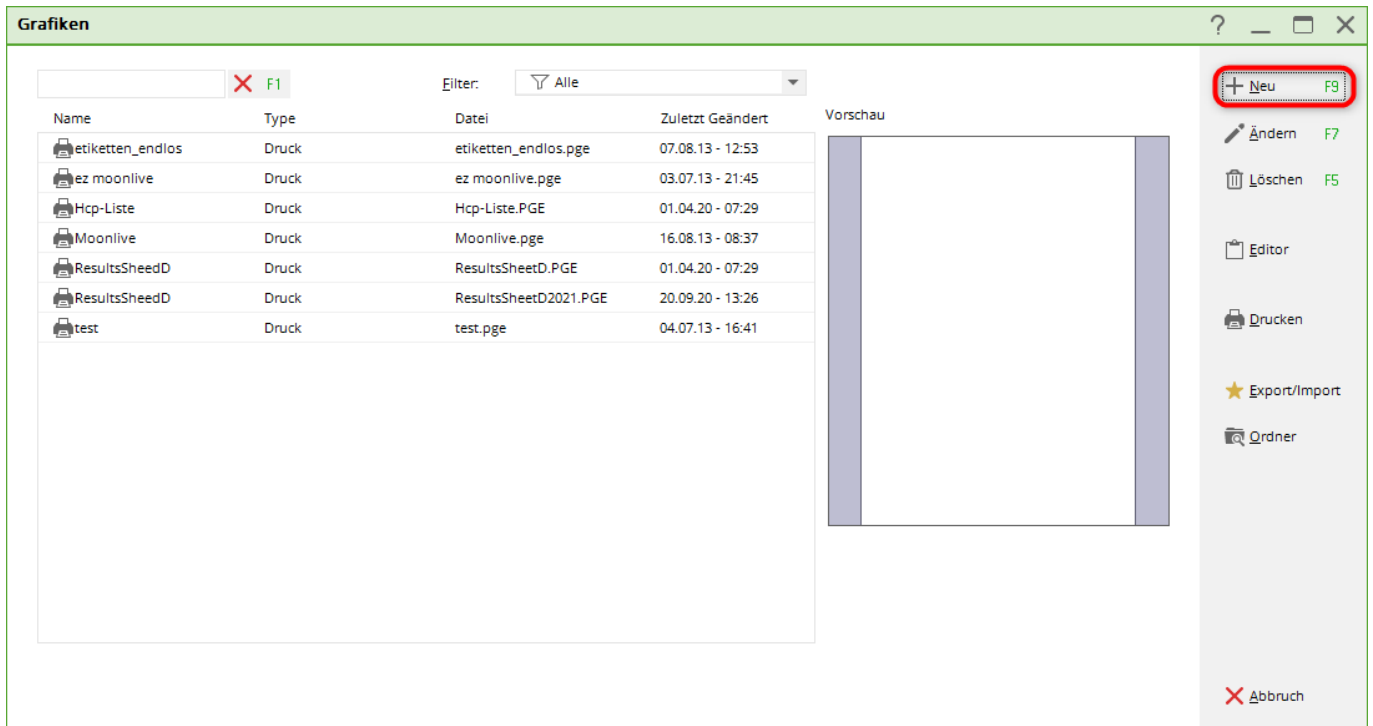 Grafiken ?
F1 Filter: Alle
Name Type Datei Zuletzt Geändert Vorschau
etiketten_endlos Druck etiketten_endlos.pge 07.08.13 - 12:53
ez moonlive Druck ez moonlive.pge 03.07.13 - 21:45
Hcp-Liste Druck Hcp-Liste.PGE 01.04.20 - 07:29
Moonlive Druck Moonlive.pge 16.08.13 - 08:37
ResultsSheedD Druck ResultsSheetD.PGE 01.04.20 - 07:29
ResultsSheedD Druck ResultsSheetD2021.PGE 20.09.20 - 13:26
test Druck test.pge 04.07.13 - 16:41
Neu F9
Ändern F7
Löschen F5
Editor
Drucken
Export/Import
Ordner
Abbruch